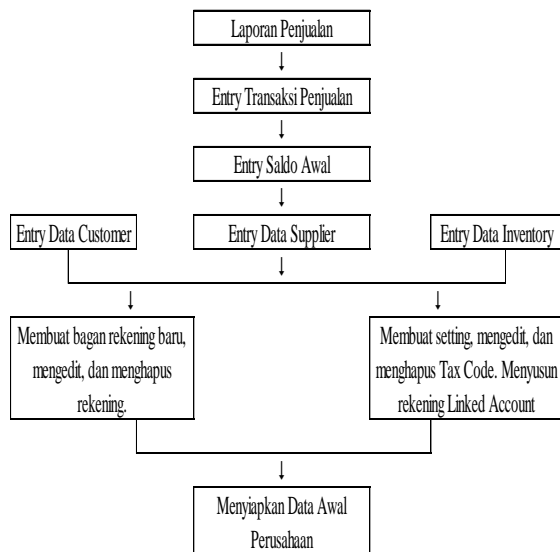 Laporan Penjualan
Entry Transaksi Penjualan
Entry Saldo Awal
Entry Data Customer
Entry Data Supplier
Entry Data Inventory
Membuat bagan rekening baru,
mengedit, dan menghapus
rekening.
Membuat setting, mengedit, dan
menghapus Tax Code. Menyusun
rekening Linked Account
Menyiapkan Data Awal
Perusahaan